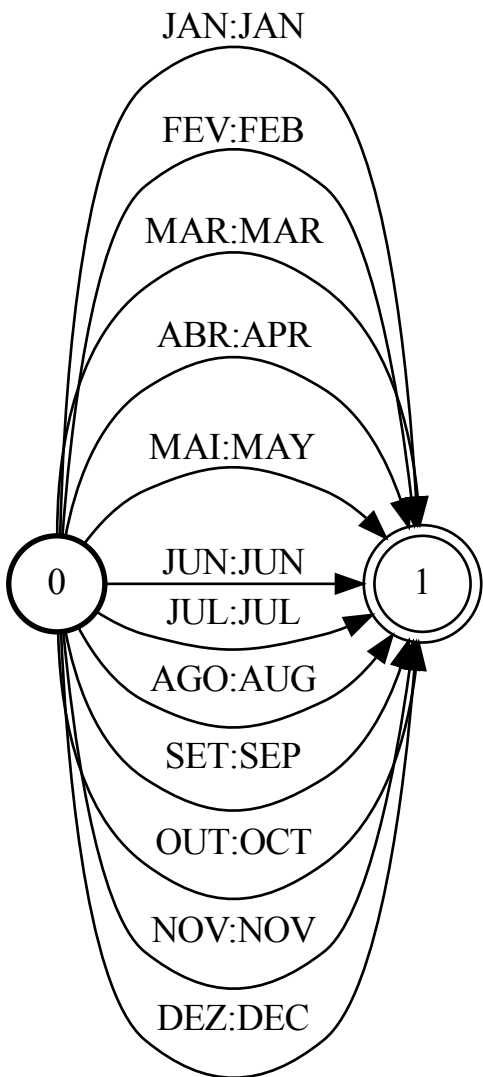 JAN:JAN
FEV:FEB
MAR:MAR
ABR:APR
MAI:MAY
0
JUN:JUN
1
JUL:JUL
AGO:AUG
SET:SEP
OUT:OCT
NOV:NOV
DEZ:DEC